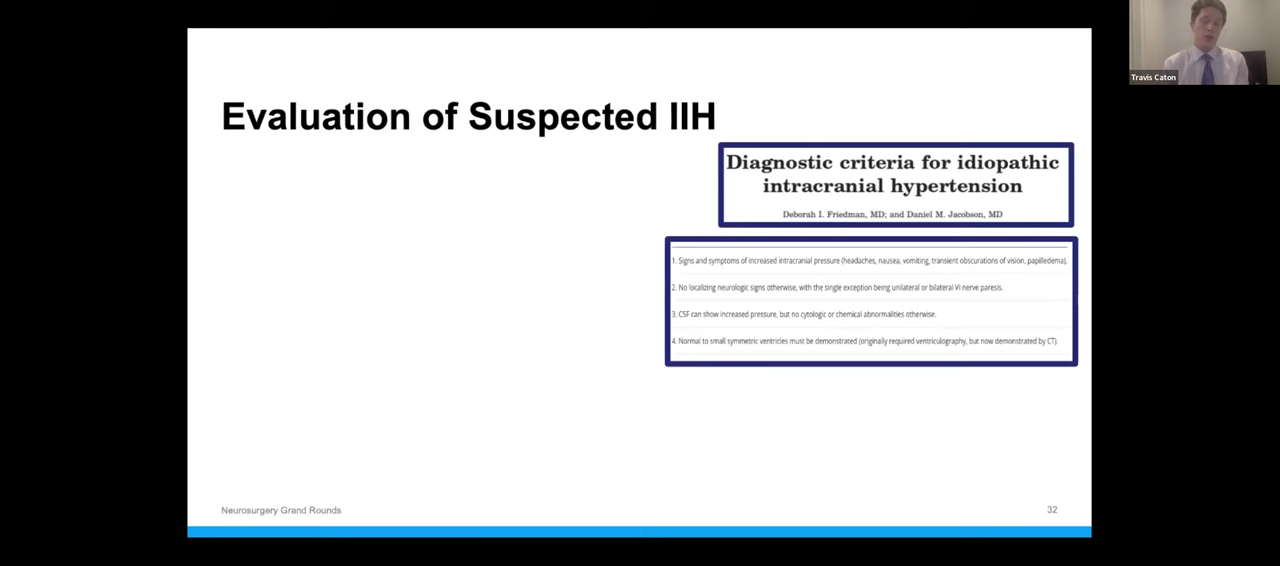 Evaluation of Suspected IIH
Diagnostic criteria for idiopathic
intracranial hypertension
Deborah I. Friedman, MD; and Daniel M. Jacobson, MD
1. Signs and symptoms of increased intracranial pressure (headaches, nausea, vomiting, transient obscurations of vision, papilledema).
2. No localizing neurologic signs otherwise, with the single exception being unilateral or bilateral VI nerve paresis.
3. CSF can show increased pressure, but no cytologic or chemical abnormalities otherwise.
4. Normal to small symmetric ventricles must be demonstrated (originally required ventriculography, but now demonstrated by CT).
Neurosurgery Grand Rounds
32
Travis Caton